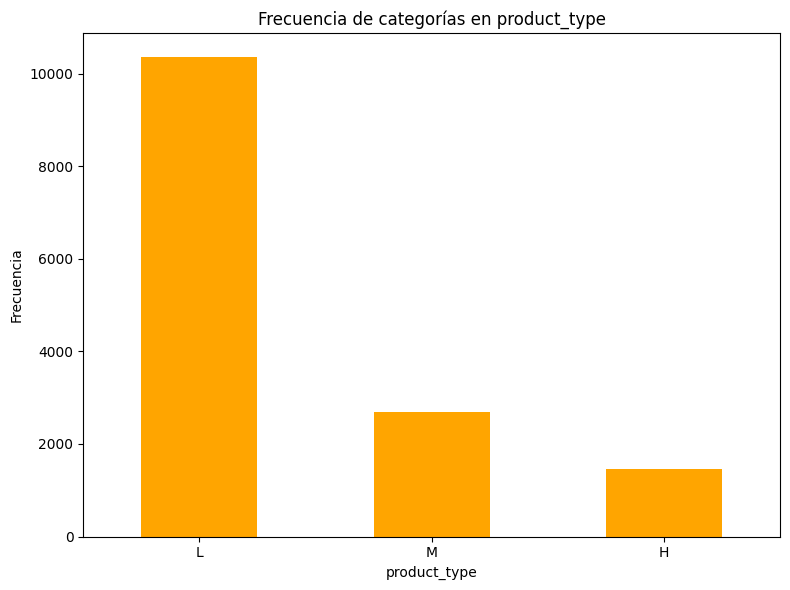 Frecuencia de categorías en product_type
Frecuencia
10000
8000
6000
4000
2000
0
L M H
product_type